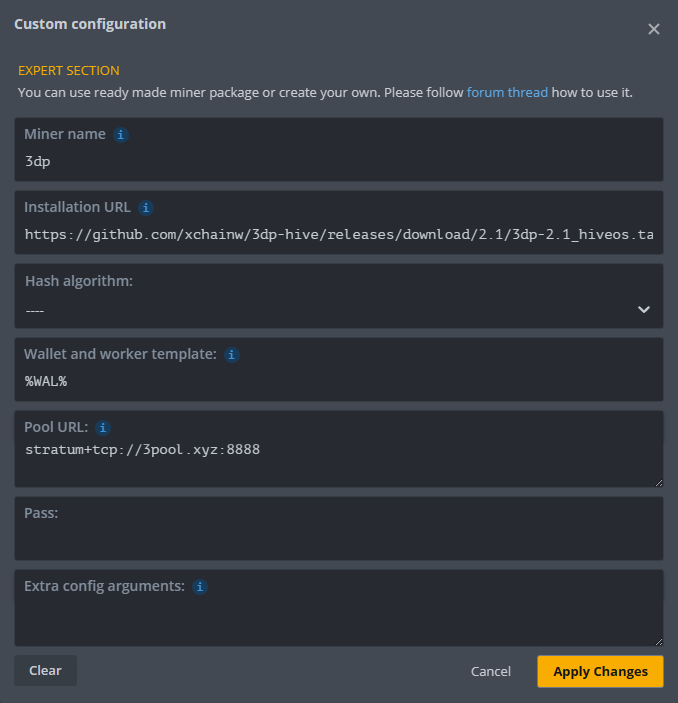 Custom configuration
EXPERT SECTION
You can use ready made miner package or create your own. Please follow forum thread how to use it.
Miner name
3dp
Installation URL
https://github.com/xchainw/3dp-hive/releases/download/2.1/3dp-2.1_hiveos.ta
Hash algorithm:
----
Wallet and worker template:
%WAL%
Pool URL:
stratum+tcp://3pool.xyz:8888
Pass:
Extra config arguments:
Clear
Cancel
Apply Changes